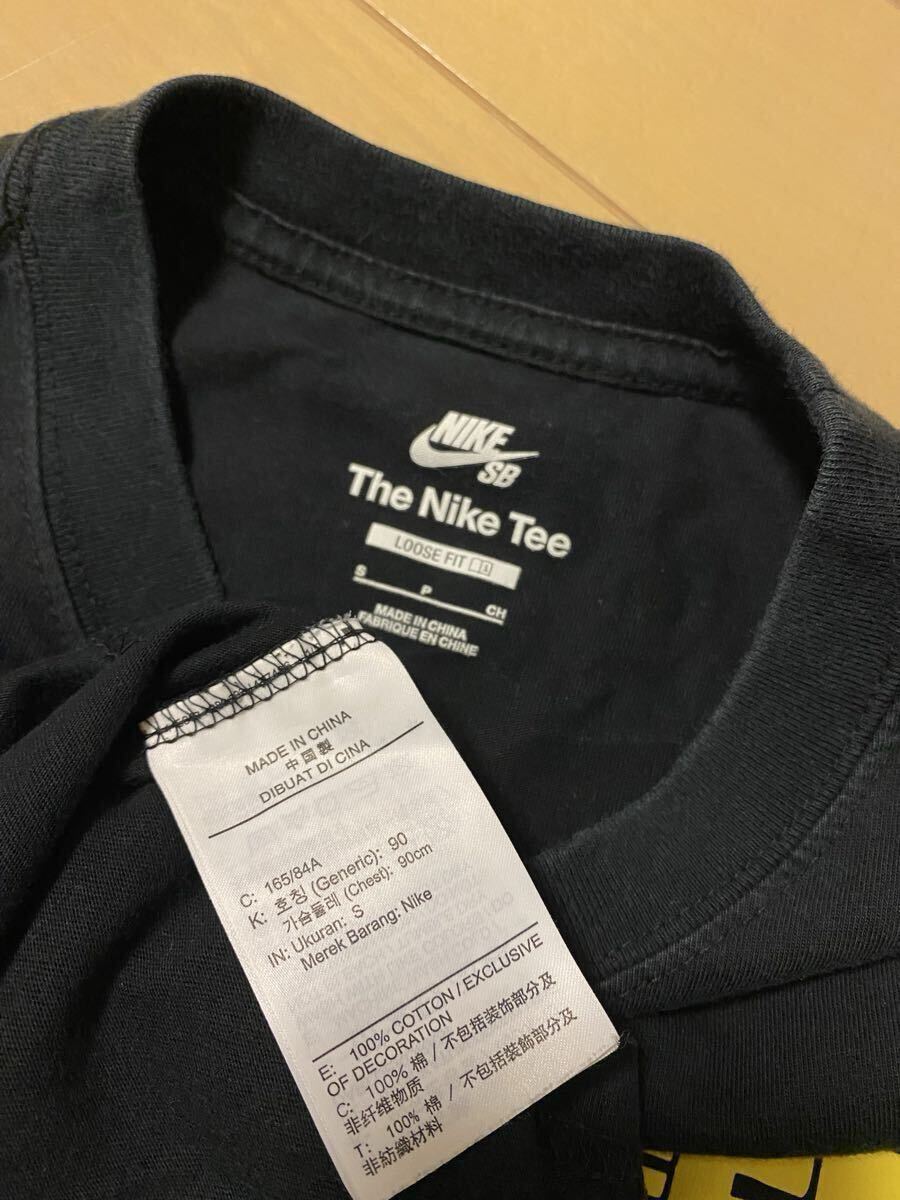 NIKE
SB
The Nike Tee
LOOSE FIT
S P CH
MADE IN CHINA
FABRIQUE EN CHINE
MADE IN CHINA
中国製
DIBUAT DI CINA
C: 165/84A
K: 호칭 (Generic): 90
가슴둘레 (Chest): 90cm
IN: Ukuran: S
Merek Barang: Nike
E: 100% COTTON / EXCLUSIVE
OF DECORATION
C: 100% 棉 / 不包括装饰部分及
非纤维物质
T: 100% 棉 / 不包括裝飾部分及
非紡織材料